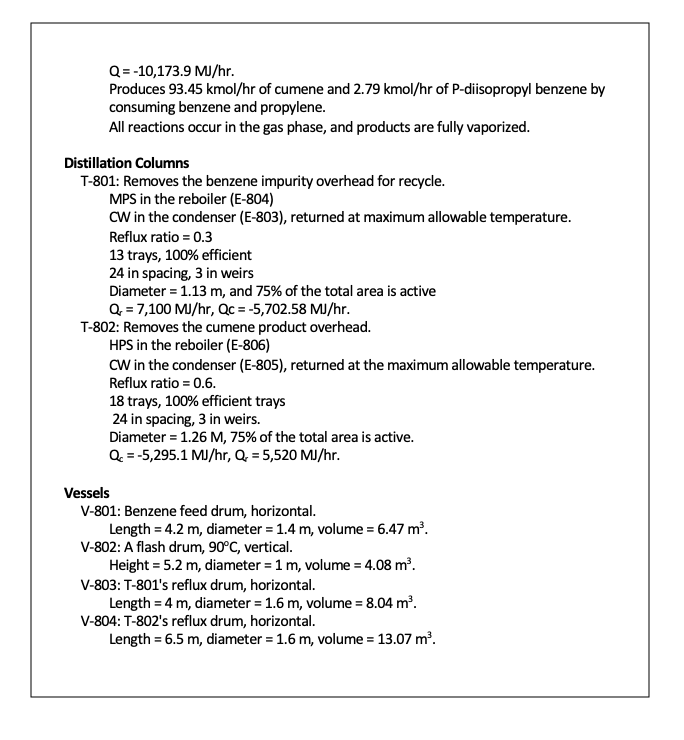 Q = -10,173.9 MJ/hr.
Produces 93.45 kmol/hr of cumene and 2.79 kmol/hr of P-diisopropyl benzene by
consuming benzene and propylene.
All reactions occur in the gas phase, and products are fully vaporized.
Distillation Columns
T-801: Removes the benzene impurity overhead for recycle.
MPS in the reboiler (E-804)
CW in the condenser (E-803), returned at maximum allowable temperature.
Reflux ratio = 0.3
13 trays, 100% efficient
24 in spacing, 3 in weirs
Diameter = 1.13 m, and 75% of the total area is active
Qᵣ = 7,100 MJ/hr, Qc = -5,702.58 MJ/hr.
T-802: Removes the cumene product overhead.
HPS in the reboiler (E-806)
CW in the condenser (E-805), returned at the maximum allowable temperature.
Reflux ratio = 0.6.
18 trays, 100% efficient trays
24 in spacing, 3 in weirs.
Diameter = 1.26 M, 75% of the total area is active.
Q꜀ = -5,295.1 MJ/hr, Qᵣ = 5,520 MJ/hr.
Vessels
V-801: Benzene feed drum, horizontal.
Length = 4.2 m, diameter = 1.4 m, volume = 6.47 m³.
V-802: A flash drum, 90°C, vertical.
Height = 5.2 m, diameter = 1 m, volume = 4.08 m³.
V-803: T-801's reflux drum, horizontal.
Length = 4 m, diameter = 1.6 m, volume = 8.04 m³.
V-804: T-802's reflux drum, horizontal.
Length = 6.5 m, diameter = 1.6 m, volume = 13.07 m³.